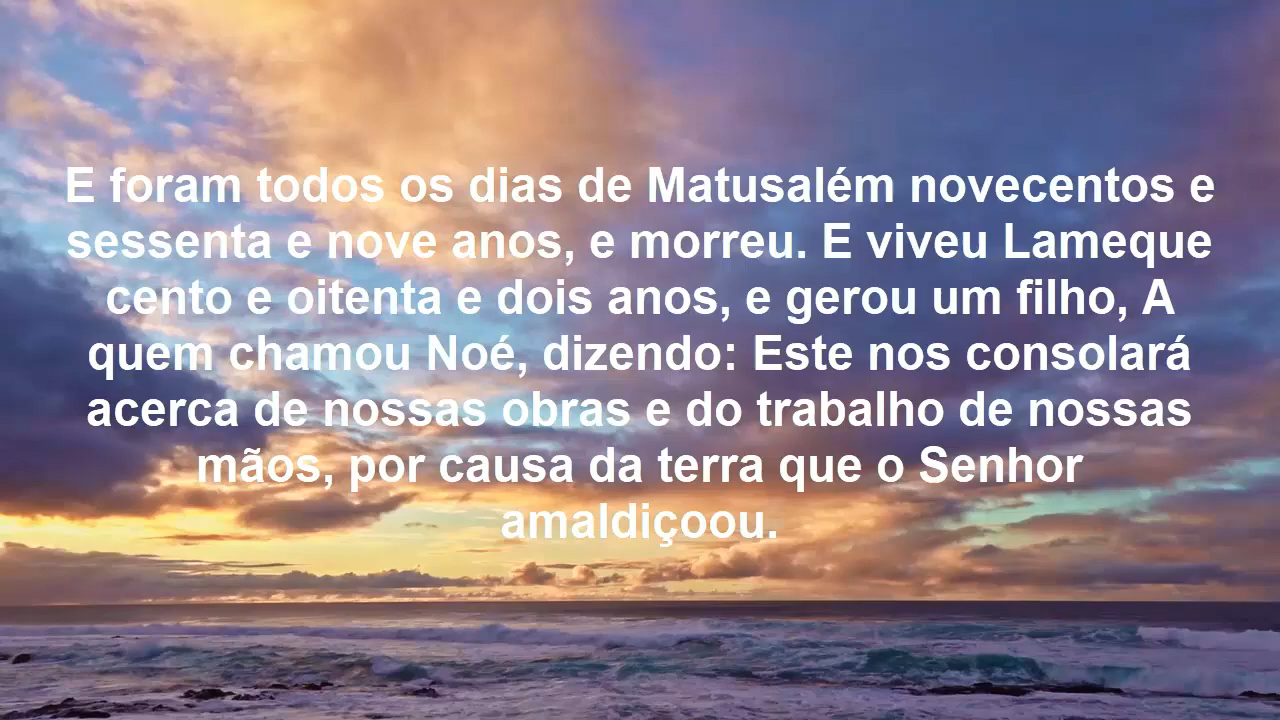 E foram todos os dias de Matusalém novecentos e
sessenta e nove anos, e morreu. E viveu Lameque
cento e oitenta e dois anos, e gerou um filho, A
quem chamou Noé, dizendo: Este nos consolará
acerca de nossas obras e do trabalho de nossas
mãos, por causa da terra que o Senhor
amaldiçoou.